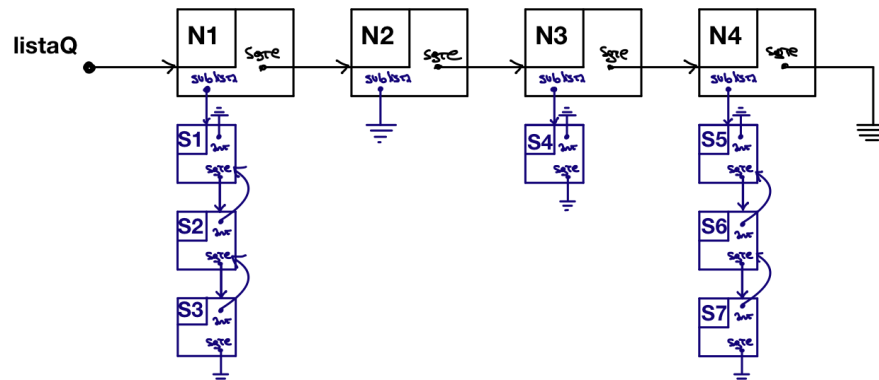 listaQ
N1
sgte
sublista
N2
sgte
sublista
N3
sgte
sublista
N4
sgte
sublista
S1
ant
sgte
S2
ant
sgte
S3
ant
sgte
S4
ant
sgte
S5
ant
sgte
S6
ant
sgte
S7
ant
sgte